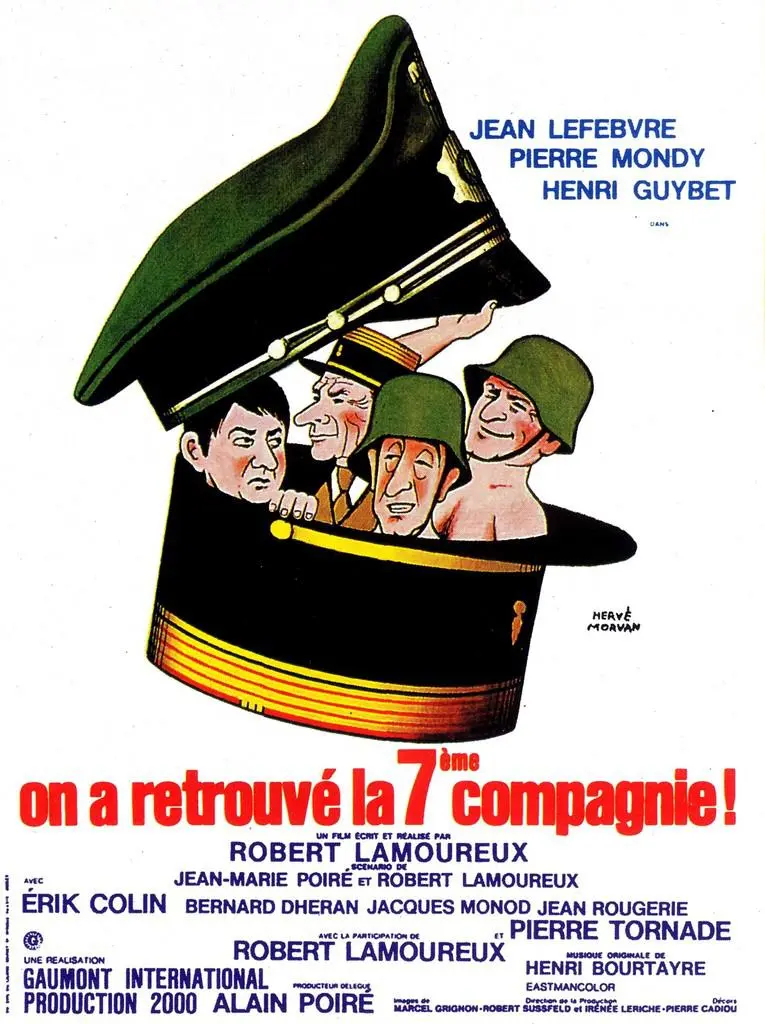 JEAN LEFEBVRE
PIERRE MONDY
HENRI GUYBET
DANS
HERVÉ
MORVAN
on a retrouvé la 7ème compagnie!
UN FILM ÉCRIT ET RÉALISÉ PAR
ROBERT LAMOUREUX
SCÉNARIO DE
JEAN-MARIE POIRÉ ET ROBERT LAMOUREUX
AVEC
ÉRIK COLIN BERNARD DHERAN JACQUES MONOD JEAN ROUGERIE
ET PIERRE TORNADE
AVEC LA PARTICIPATION DE
ROBERT LAMOUREUX
MUSIQUE ORIGINALE DE
HENRI BOURTAYRE
EASTMANCOLOR
G
UNE REALISATION
GAUMONT INTERNATIONAL
PRODUCTION 2000
PRODUCTEUR DÉLÉGUÉ
ALAIN POIRÉ
Images de Direction de la Production Décors
MARCEL GRIGNON-ROBERT SUSSFELD et IRÉNÉE LERICHE-PIERRE CADIOU